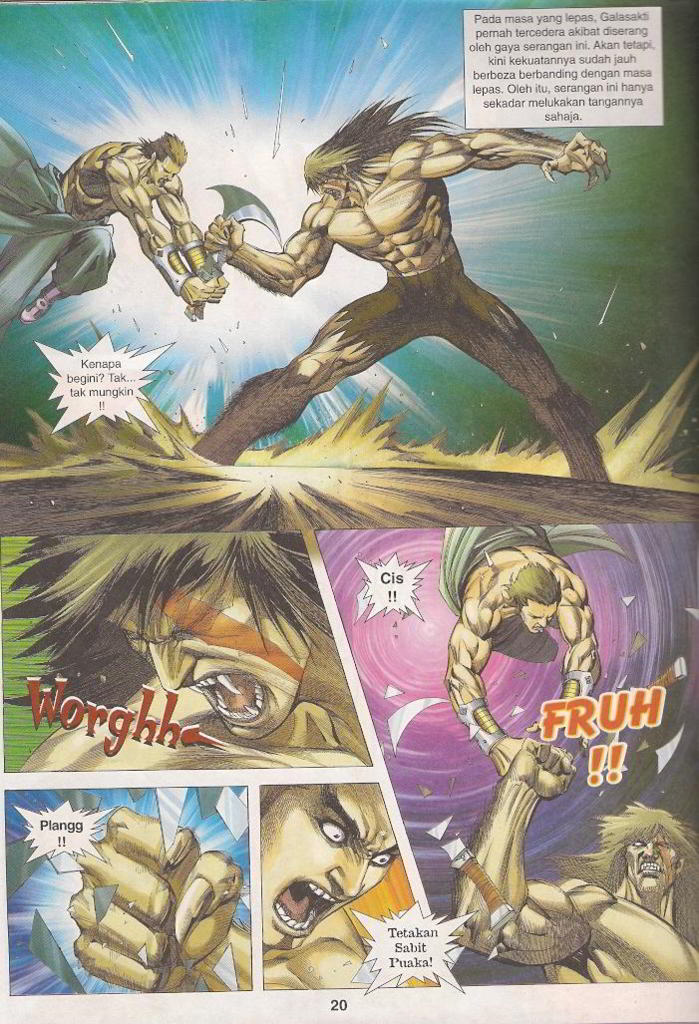 Pada masa yang lepas, Galasakti
pernah tercedera akibat diserang
oleh gaya serangan ini. Akan tetapi,
kini kekuatannya sudah jauh
berbeza berbanding dengan masa
lepas. Oleh itu, serangan ini hanya
sekadar melukakan tangannya
sahaja.
Kenapa
begini? Tak...
tak mungkin
!!
Worghh
Cis
!!
FRUH
!!
Plangg
!!
Tetakan
Sabit
Puaka!
20